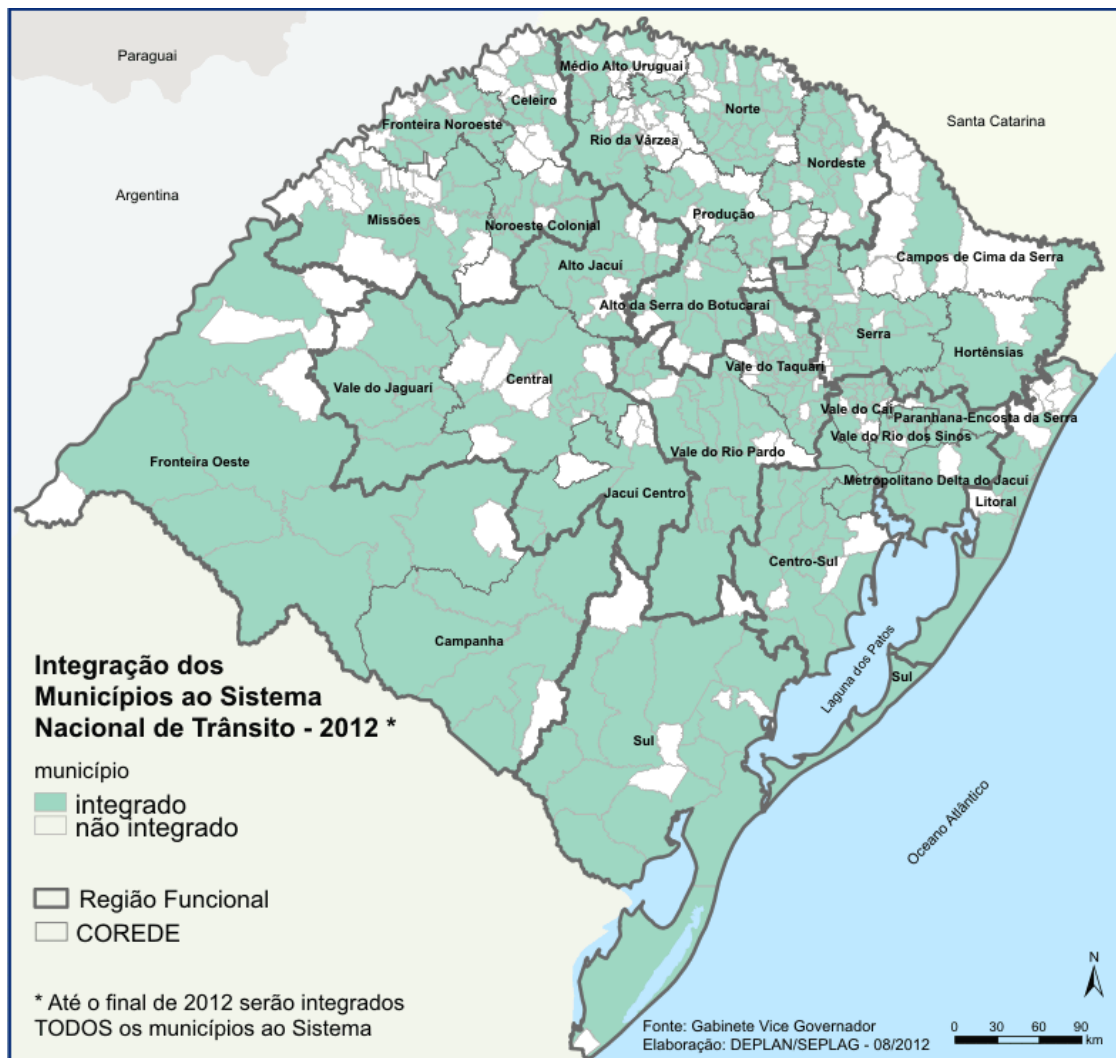 Paraguai
Médio Alto Uruguai
Celeiro
Norte
Santa Catarina
Fronteira Noroeste
Rio da Várzea
Nordeste
Argentina
Missões
Produção
Noroeste Colonial
Campos de Cima da Serra
Alto Jacuí
Alto da Serra do Botucaraí
Serra
Hortênsias
Vale do Taquari
Central
Vale do Jaguari
Vale do Caí
Paranhana-Encosta da Serra
Vale do Rio dos Sinos
Vale do Rio Pardo
Fronteira Oeste
Metropolitano Delta do Jacuí
Jacuí Centro
Litoral
Centro-Sul
Campanha
Laguna dos Patos
Sul
Sul
Oceano Atlântico
Integração dos
Municípios ao Sistema
Nacional de Trânsito - 2012 *
município
integrado
não integrado
Região Funcional
COREDE
* Até o final de 2012 serão integrados
TODOS os municípios ao Sistema
Fonte: Gabinete Vice Governador
Elaboração: DEPLAN/SEPLAG - 08/2012
N
0 30 60 90
km